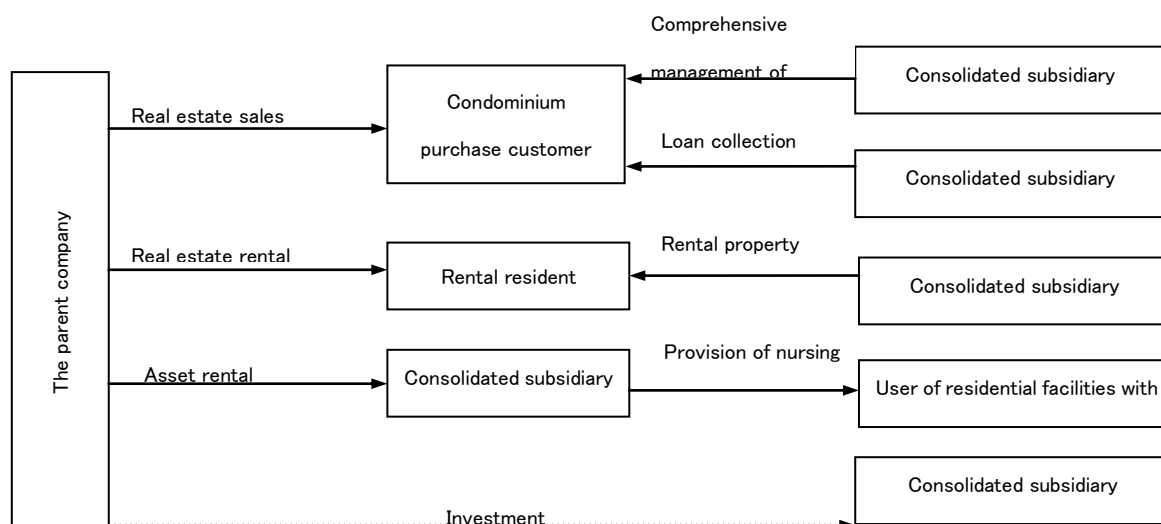 Comprehensive
management of
Consolidated subsidiary
Real estate sales
Condominium
purchase customer
Loan collection
Consolidated subsidiary
The parent company
Real estate rental
Rental resident
Rental property
Consolidated subsidiary
Asset rental
Consolidated subsidiary
Provision of nursing
User of residential facilities with
Consolidated subsidiary
Investment